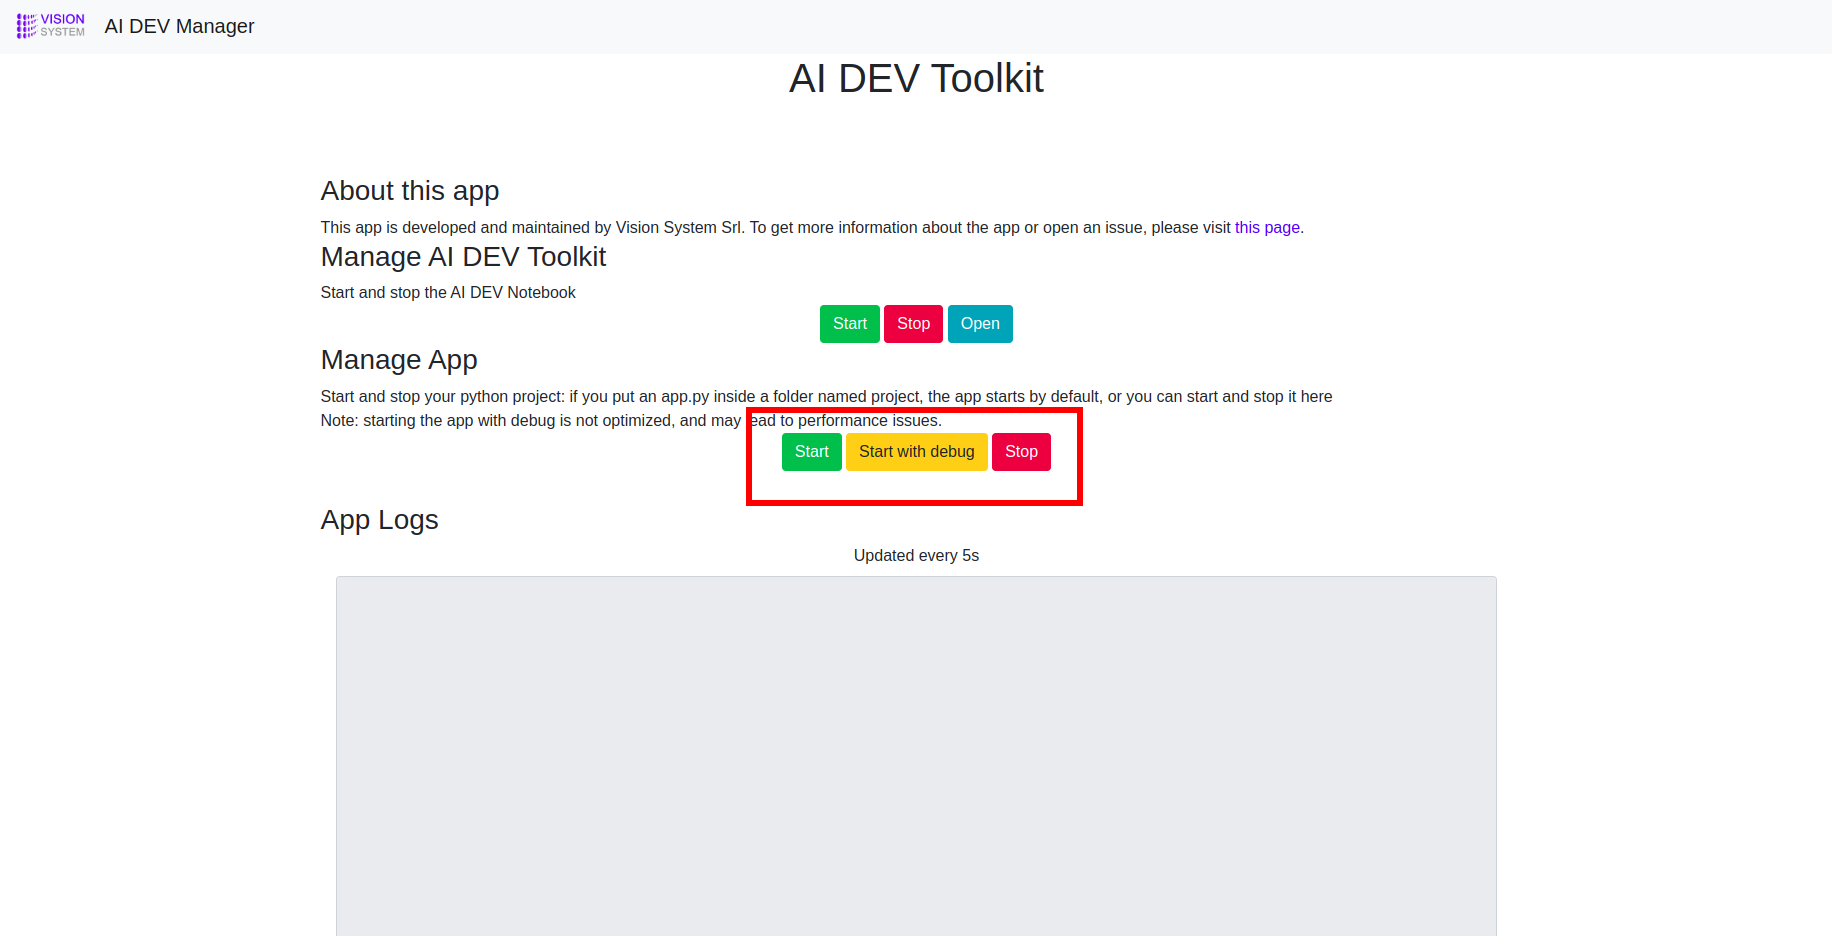 VISION
SYSTEM
AI DEV Manager
AI DEV Toolkit
About this app
This app is developed and maintained by Vision System Srl. To get more information about the app or open an issue, please visit this page.
Manage AI DEV Toolkit
Start and stop the AI DEV Notebook
Start Stop Open
Manage App
Start and stop your python project: if you put an app.py inside a folder named project, the app starts by default, or you can start and stop it here
Note: starting the app with debug is not optimized, and may lead to performance issues.
Start Start with debug Stop
App Logs
Updated every 5s